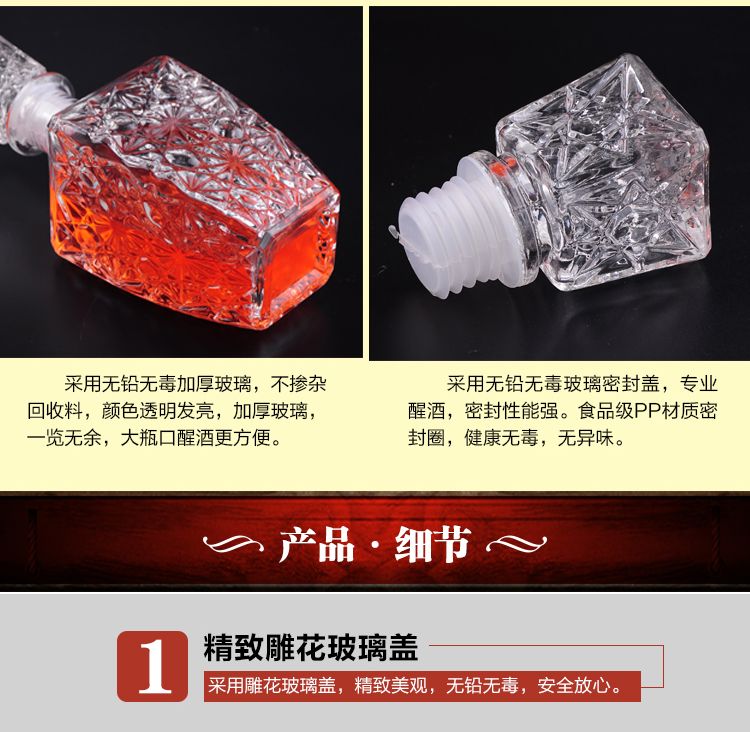 采用无铅无毒加厚玻璃，不掺杂
回收料，颜色透明发亮，加厚玻璃，
一览无余，大瓶口醒酒更方便。
采用无铅无毒玻璃密封盖，专业
醒酒，密封性能强。食品级PP材质密
封圈，健康无毒，无异味。
产品·细节
1
精致雕花玻璃盖
采用雕花玻璃盖，精致美观，无铅无毒，安全放心。